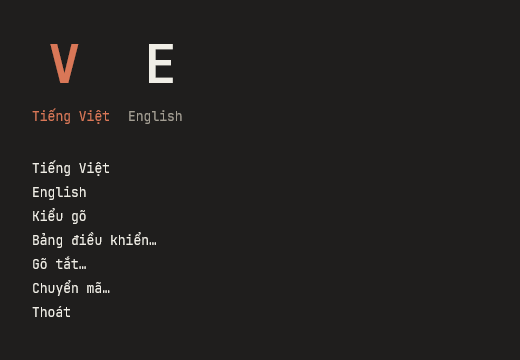 V E
Tiếng Việt English
Tiếng Việt
English
Kiểu gõ
Bảng điều khiển…
Gõ tắt…
Chuyển mã…
Thoát